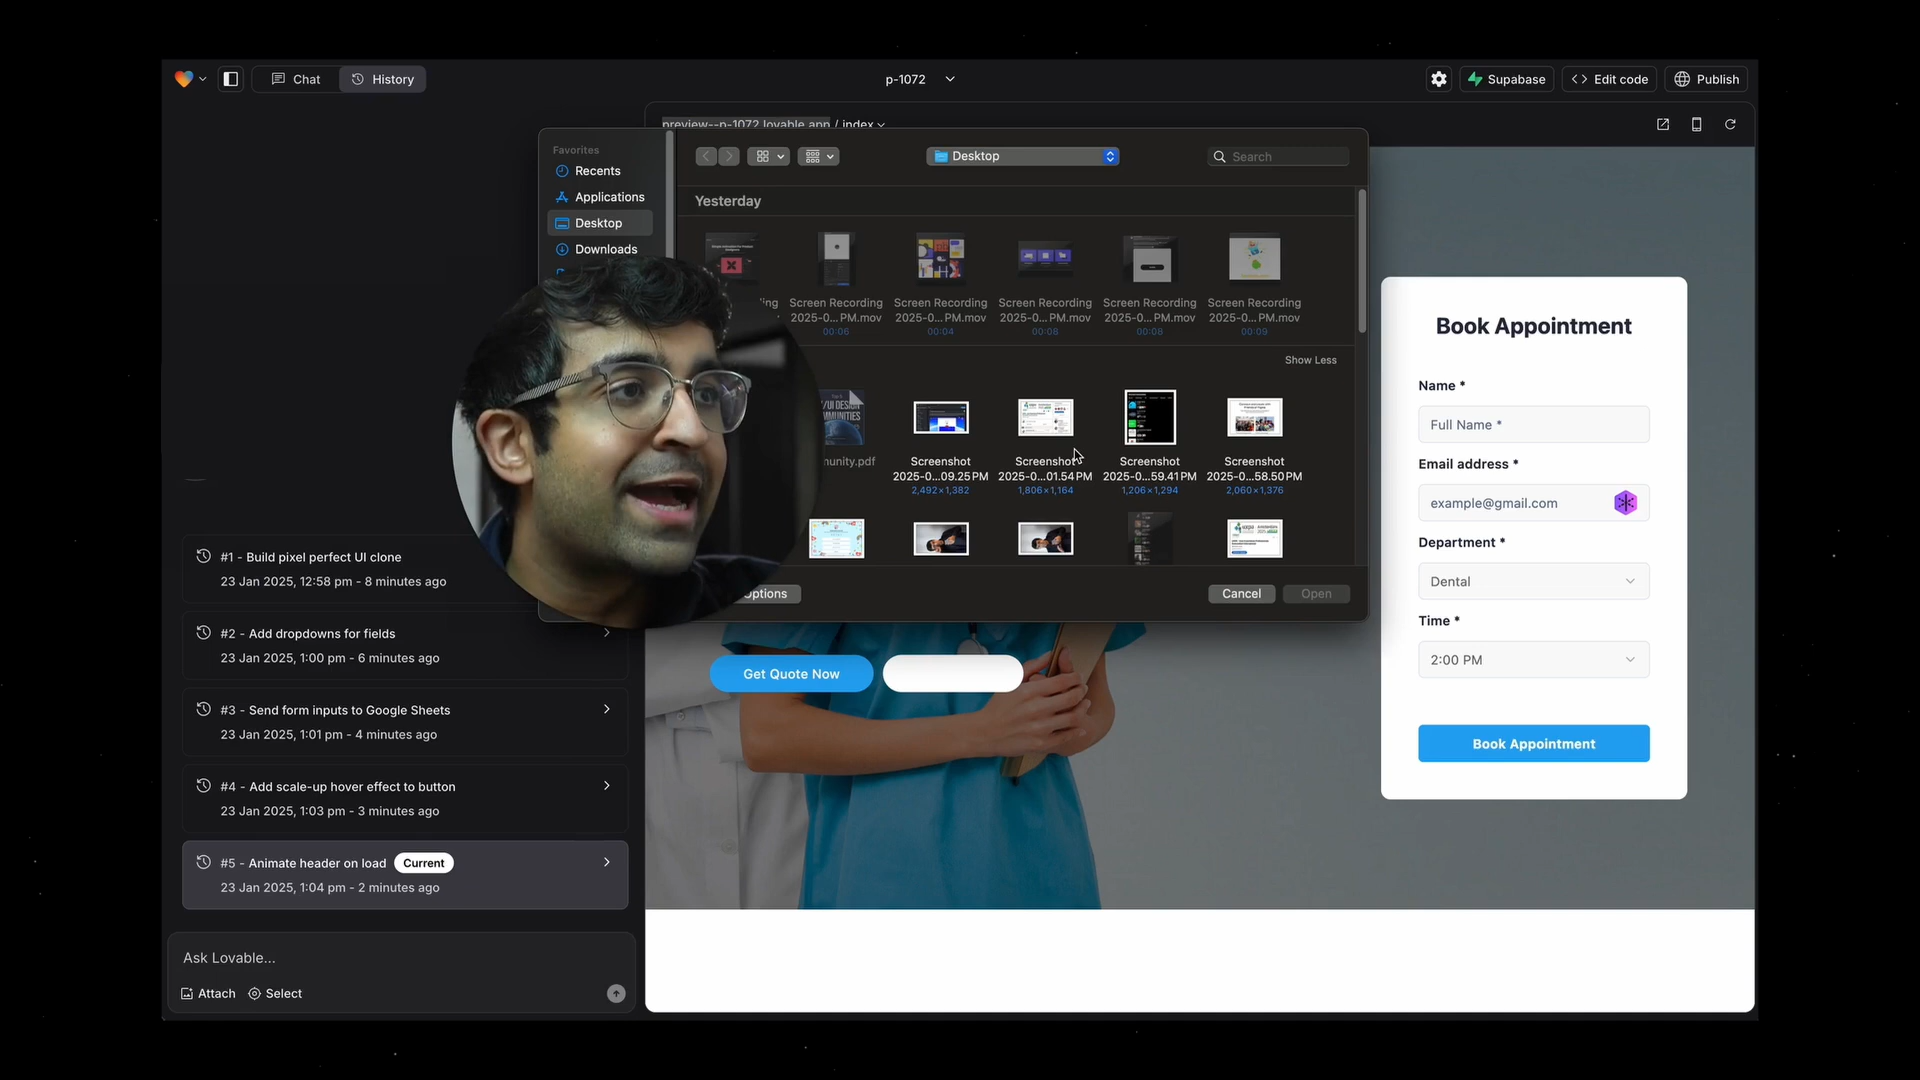 Chat
History
p-1072
Supabase
Edit code
Publish
preview--p-1072.lovable.app / index
Favorites
Recents
Applications
Desktop
Downloads
Desktop
Search
Yesterday
Screen Recording 2025-0... PM.mov 00:06
Screen Recording 2025-0... PM.mov 00:04
Screen Recording 2025-0... PM.mov 00:08
Screen Recording 2025-0... PM.mov 00:08
Screen Recording 2025-0... PM.mov 00:09
Show Less
/UI DESIGN
MMUNITIES
munity.pdf
Screenshot 2025-0...09.25 PM 2,492×1,382
Screenshot 2025-0...01.54 PM 1,806×1,164
Screenshot 2025-0...59.41 PM 1,206×1,294
Screenshot 2025-0...58.50 PM 2,060×1,376
Options
Cancel
Open
#1 - Build pixel perfect UI clone
23 Jan 2025, 12:58 pm - 8 minutes ago
#2 - Add dropdowns for fields
23 Jan 2025, 1:00 pm - 6 minutes ago
#3 - Send form inputs to Google Sheets
23 Jan 2025, 1:01 pm - 4 minutes ago
#4 - Add scale-up hover effect to button
23 Jan 2025, 1:03 pm - 3 minutes ago
#5 - Animate header on load Current
23 Jan 2025, 1:04 pm - 2 minutes ago
Ask Lovable...
Attach
Select
Get Quote Now
Book Appointment
Name *
Full Name *
Email address *
example@gmail.com
Department *
Dental
Time *
2:00 PM
Book Appointment